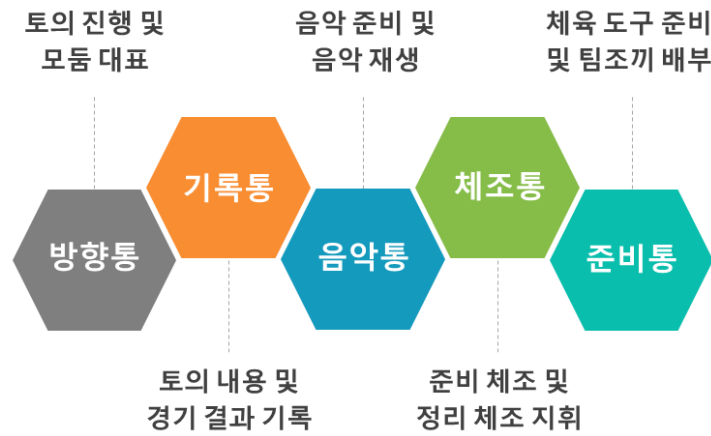 토의 진행 및
모둠 대표
음악 준비 및
음악 재생
체육 도구 준비
및 팀조끼 배부
방향통
기록통
음악통
체조통
준비통
토의 내용 및
경기 결과 기록
준비 체조 및
정리 체조 지휘